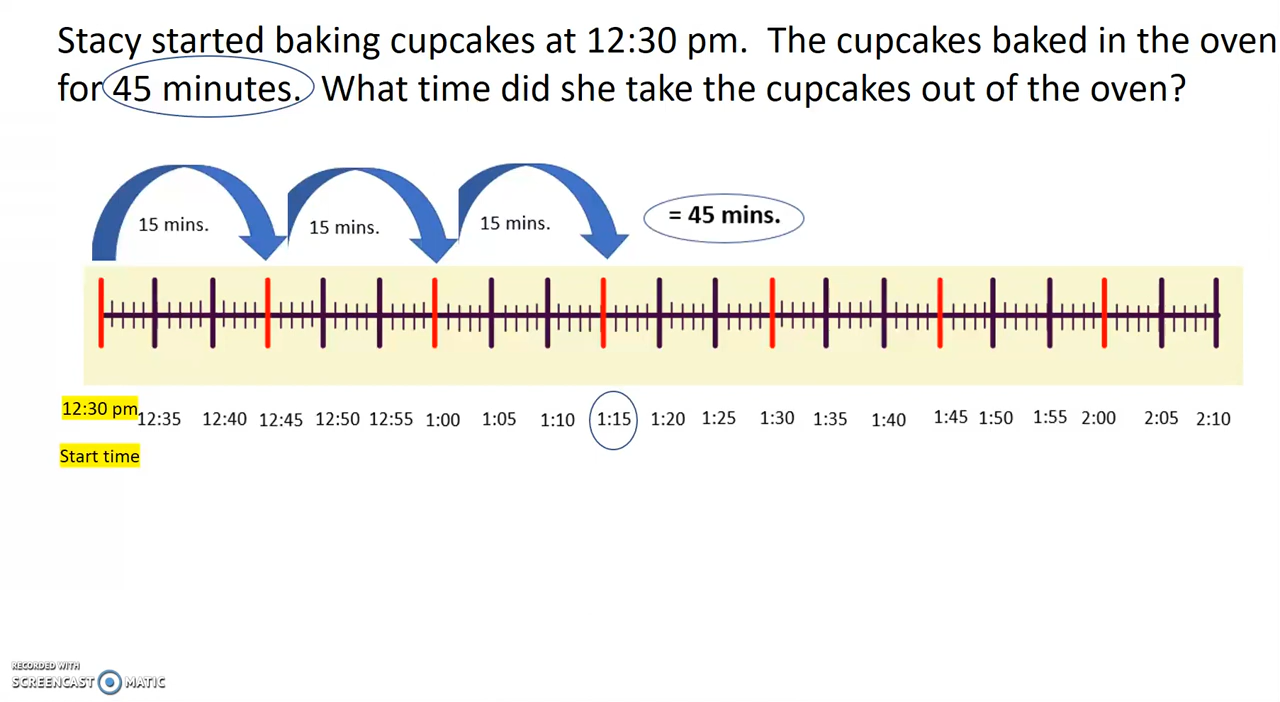 Stacy started baking cupcakes at 12:30 pm. The cupcakes baked in the oven
for 45 minutes. What time did she take the cupcakes out of the oven?
15 mins. 15 mins. 15 mins. = 45 mins.
12:30 pm 12:35 12:40 12:45 12:50 12:55 1:00 1:05 1:10 1:15 1:20 1:25 1:30 1:35 1:40 1:45 1:50 1:55 2:00 2:05 2:10
Start time
RECORDED WITH
SCREENCAST MATIC